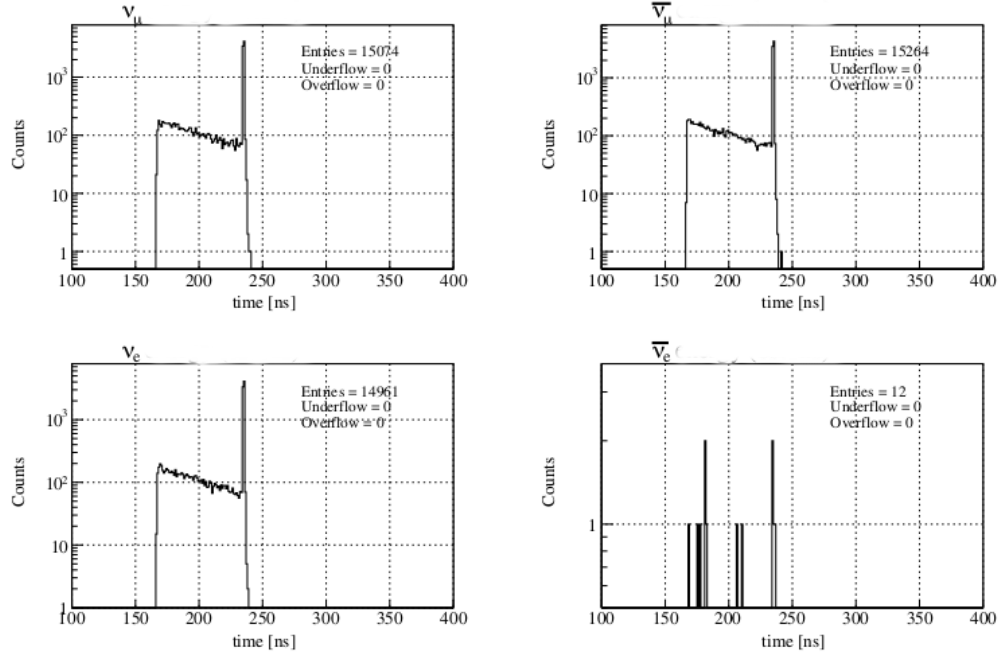 ν_μ
Entries = 15074
Underflow = 0
Overflow = 0
10^3
10^2
10
1
Counts
100 150 200 250 300 350 400
time [ns]
ν̅_μ
Entries = 15264
Underflow = 0
Overflow = 0
10^3
10^2
10
1
Counts
100 150 200 250 300 350 400
time [ns]
ν_e
Entries = 14961
Underflow = 0
Overflow = 0
10^3
10^2
10
1
Counts
100 150 200 250 300 350 400
time [ns]
ν̅_e
Entries = 12
Underflow = 0
Overflow = 0
1
Counts
100 150 200 250 300 350 400
time [ns]